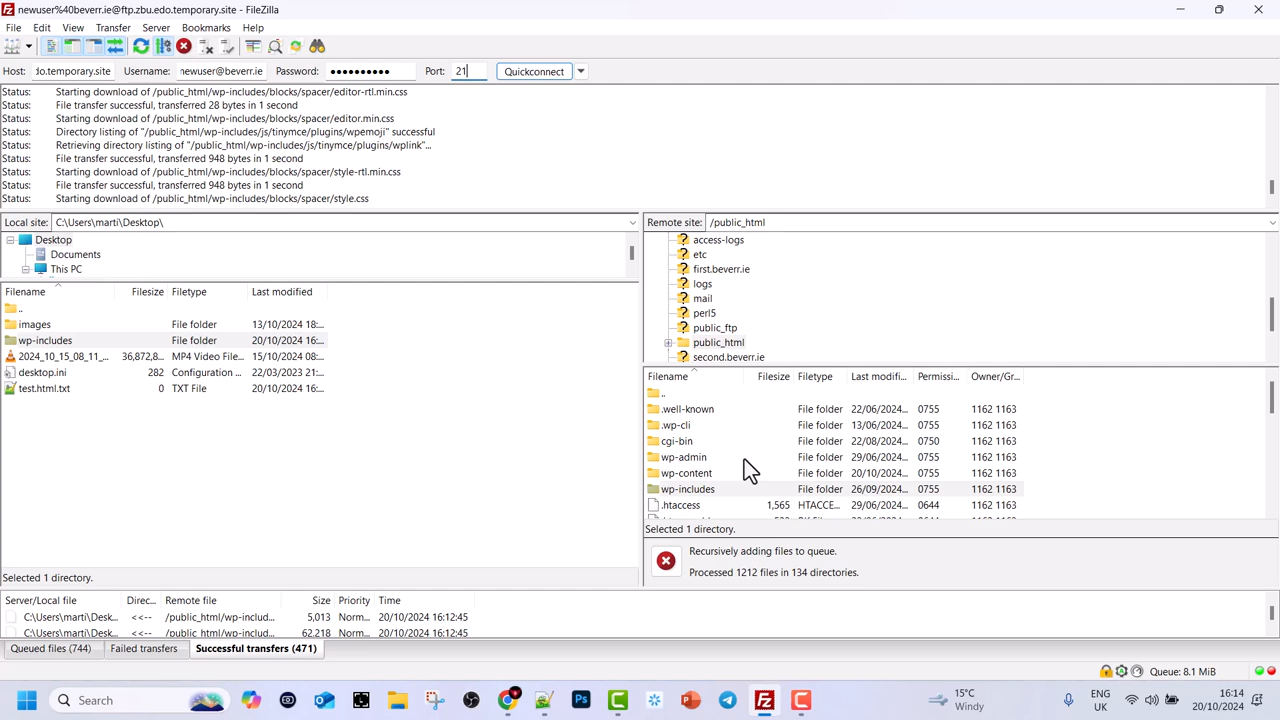 newuser%40beverr.ie@ftp.zbu.edo.temporary.site - FileZilla
File Edit View Transfer Server Bookmarks Help
Host: do.temporary.site Username: newuser@beverr.ie Password: ●●●●●●●●●● Port: 21 Quickconnect
Status: Starting download of /public_html/wp-includes/blocks/spacer/editor-rtl.min.css
Status: File transfer successful, transferred 28 bytes in 1 second
Status: Starting download of /public_html/wp-includes/blocks/spacer/editor.min.css
Status: Directory listing of "/public_html/wp-includes/js/tinymce/plugins/wpemoji" successful
Status: Retrieving directory listing of "/public_html/wp-includes/js/tinymce/plugins/wplink"...
Status: File transfer successful, transferred 948 bytes in 1 second
Status: Starting download of /public_html/wp-includes/blocks/spacer/style-rtl.min.css
Status: File transfer successful, transferred 948 bytes in 1 second
Status: Starting download of /public_html/wp-includes/blocks/spacer/style.css
Local site: C:\Users\marti\Desktop\
Desktop
Documents
This PC
Filename Filesize Filetype Last modified
..
images File folder 13/10/2024 18:...
wp-includes File folder 20/10/2024 16:...
2024_10_15_08_11_... 36,872,8... MP4 Video File... 15/10/2024 08:...
desktop.ini 282 Configuration ... 22/03/2023 21:...
test.html.txt 0 TXT File 20/10/2024 16:...
Selected 1 directory.
Remote site: /public_html
access-logs
etc
first.beverr.ie
logs
mail
perl5
public_ftp
public_html
second.beverr.ie
Filename Filesize Filetype Last modifi... Permissi... Owner/Gr...
..
.well-known File folder 22/06/2024... 0755 1162 1163
.wp-cli File folder 13/06/2024... 0755 1162 1163
cgi-bin File folder 22/08/2024... 0750 1162 1163
wp-admin File folder 29/06/2024... 0755 1162 1163
wp-content File folder 20/10/2024... 0755 1162 1163
wp-includes File folder 26/09/2024... 0755 1162 1163
.htaccess 1,565 HTACCE... 29/06/2024... 0644 1162 1163
Selected 1 directory.
Recursively adding files to queue.
Processed 1212 files in 134 directories.
Server/Local file Direc... Remote file Size Priority Time
C:\Users\marti\Desk... <<-- /public_html/wp-includ... 5,013 Norm... 20/10/2024 16:12:45
C:\Users\marti\Desk... <<-- /public_html/wp-includ... 62,218 Norm... 20/10/2024 16:12:45
Queued files (744) Failed transfers Successful transfers (471)
Queue: 8.1 MiB
Search
Ps
15°C
Windy
ENG
UK
16:14
20/10/2024